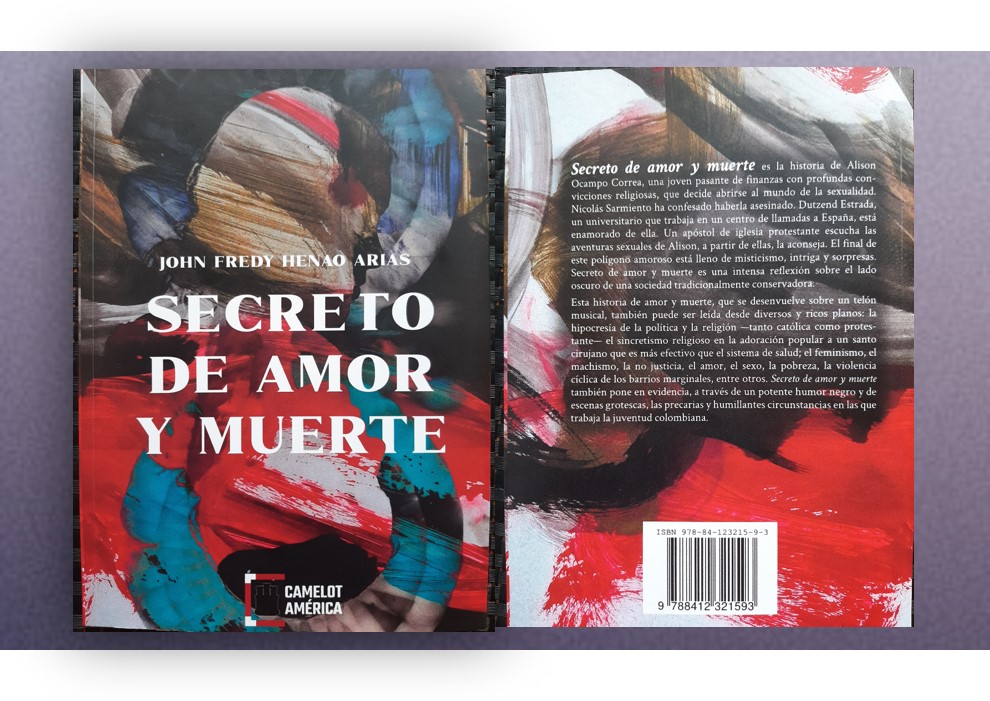 JOHN FREDY HENAO ARIAS
SECRETO
DE AMOR
Y MUERTE
CAMELOT
AMÉRICA
Secreto de amor y muerte es la historia de Alison
Ocampo Correa, una joven pasante de finanzas con profundas con-
vicciones religiosas, que decide abrirse al mundo de la sexualidad.
Nicolás Sarmiento ha confesado haberla asesinado. Dutzend Estrada,
un universitario que trabaja en un centro de llamadas a España, está
enamorado de ella. Un apóstol de iglesia protestante escucha las
aventuras sexuales de Alison, a partir de ellas, la aconseja. El final de
este polígono amoroso está lleno de misticismo, intriga y sorpresas.
Secreto de amor y muerte es una intensa reflexión sobre el lado
oscuro de una sociedad tradicionalmente conservadora.
Esta historia de amor y muerte, que se desenvuelve sobre un telón
musical, también puede ser leída desde diversos y ricos planos: la
hipocresía de la política y la religión —tanto católica como protes-
tante— el sincretismo religioso en la adoración popular a un santo
cirujano que es más efectivo que el sistema de salud; el feminismo, el
machismo, la no justicia, el amor, el sexo, la pobreza, la violencia
cíclica de los barrios marginales, entre otros. Secreto de amor y muerte
también pone en evidencia, a través de un potente humor negro y de
escenas grotescas, las precarias y humillantes circunstancias en las que
trabaja la juventud colombiana.
ISBN 978-84-123215-9-3
9 788412 321593